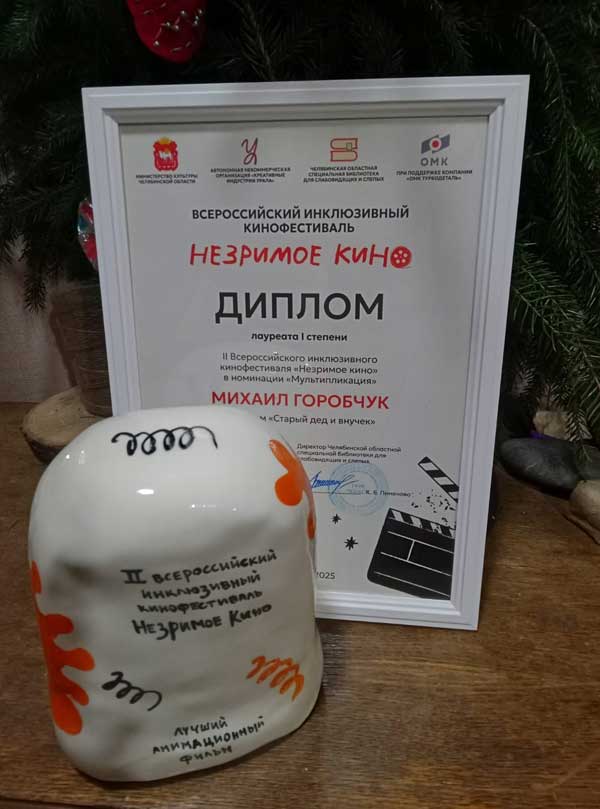 МИНИСТЕРСТВО КУЛЬТУРЫ
ЧЕЛЯБИНСКОЙ ОБЛАСТИ
АВТОНОМНАЯ НЕКОММЕРЧЕСКАЯ
ОРГАНИЗАЦИЯ «КРЕАТИВНЫЕ
ИНДУСТРИИ УРАЛА»
ЧЕЛЯБИНСКАЯ ОБЛАСТНАЯ
СПЕЦИАЛЬНАЯ БИБЛИОТЕКА
ДЛЯ СЛАБОВИДЯЩИХ И СЛЕПЫХ
ОМК
ПРИ ПОДДЕРЖКЕ КОМПАНИИ
«ОМК ТРУБОДЕТАЛЬ»
ВСЕРОССИЙСКИЙ ИНКЛЮЗИВНЫЙ
КИНОФЕСТИВАЛЬ
НЕЗРИМОЕ КИНО
ДИПЛОМ
лауреата I степени
II Всероссийского инклюзивного
кинофестиваля «Незримое кино»
в номинации «Мультипликация»
МИХАИЛ ГОРОБЧУК
м «Старый дед и внучек»
Директор Челябинской областной
специальной библиотеки для
слабовидящих и слепых
2025
II ВСЕРОССИЙСКИЙ
ИНКЛЮЗИВНЫЙ
КИНОФЕСТИВАЛЬ
НЕЗРИМОЕ КИНО
ЛУЧШИЙ
АНИМАЦИОННЫЙ
ФИЛЬМ